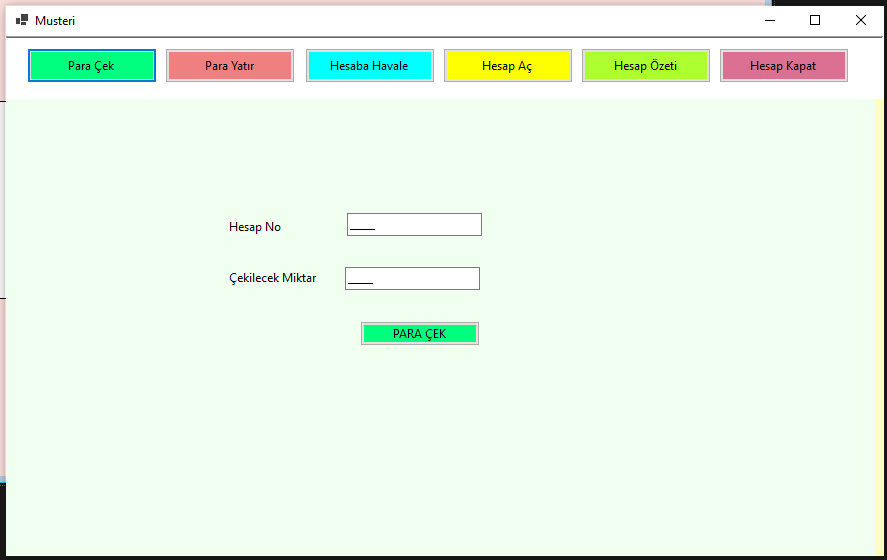 Musteri
Para Çek Para Yatır Hesaba Havale Hesap Aç Hesap Özeti Hesap Kapat
Hesap No ____
Çekilecek Miktar ____
PARA ÇEK